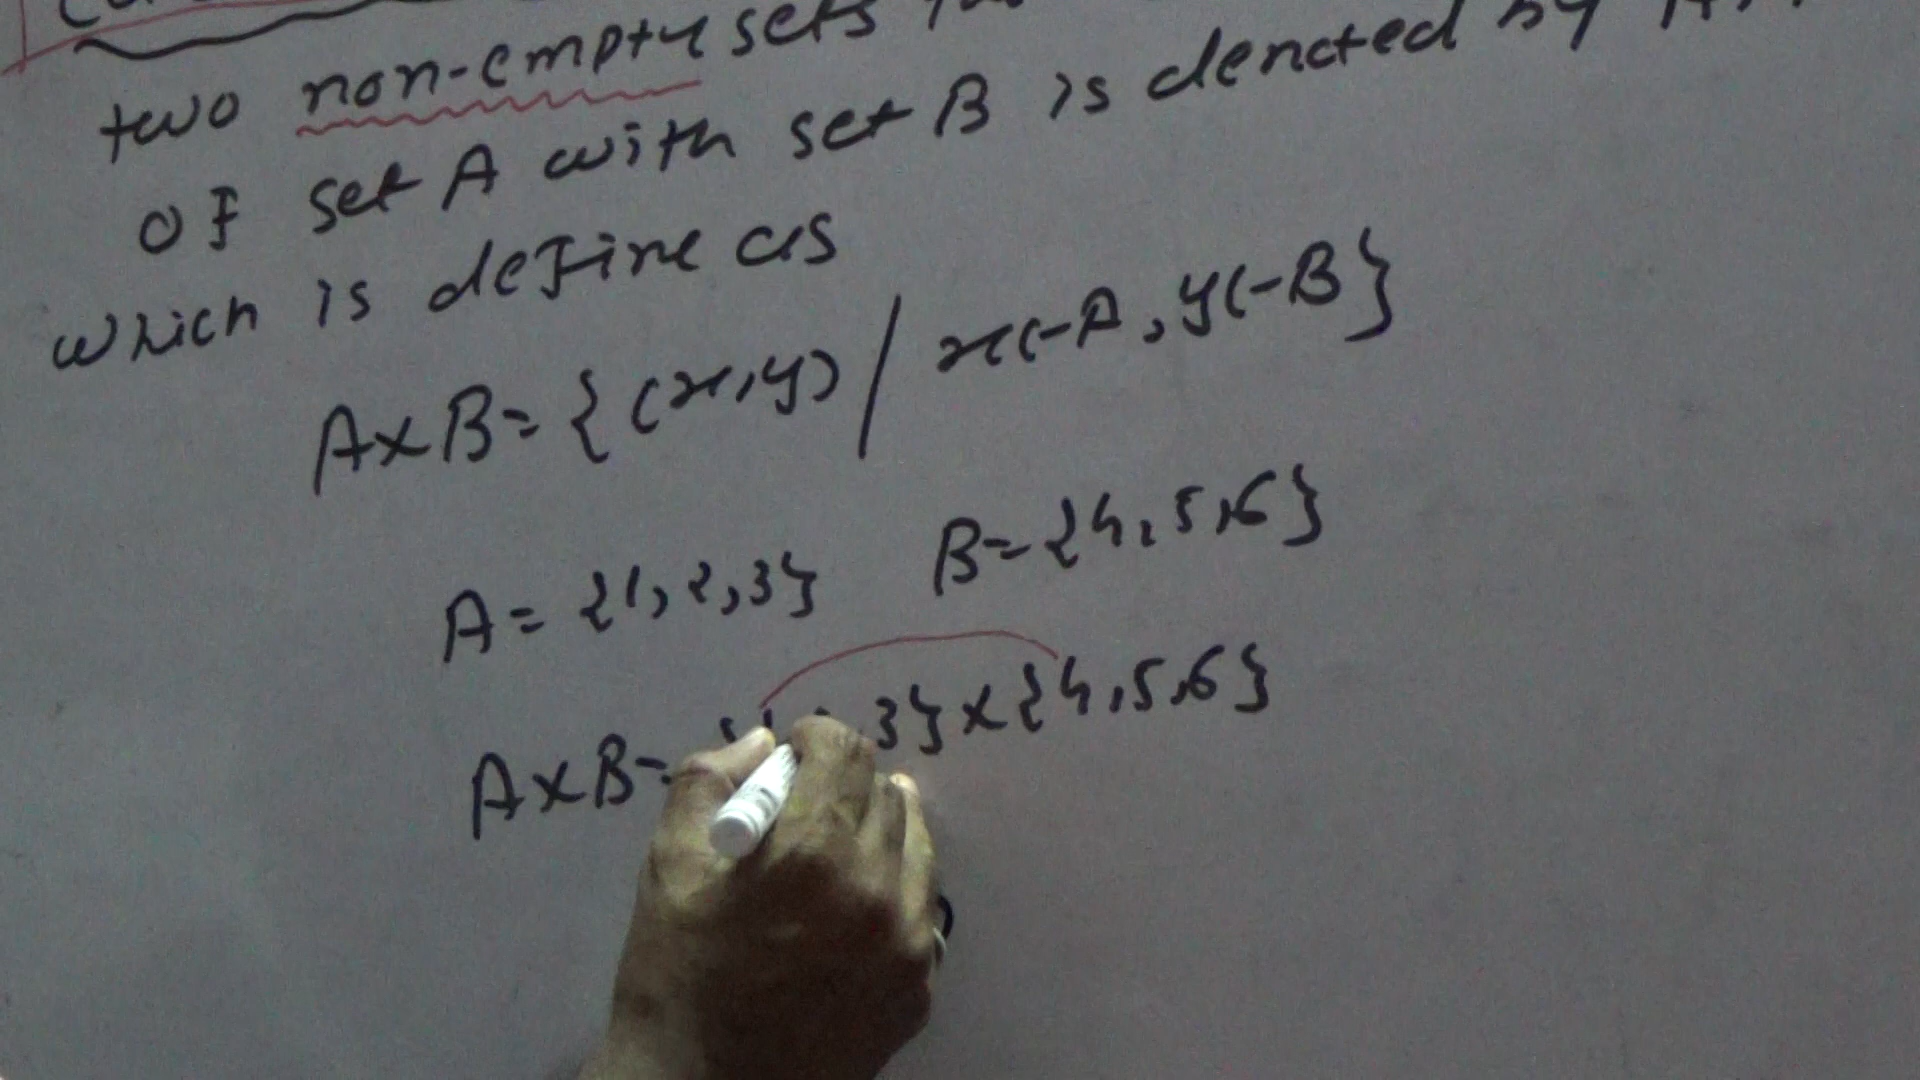 two non-empty sets
of set A with set B is denoted by
which is define as
A×B={(x,y) / x∈A, y∈B}
A={1,2,3} B={4,5,6}
A×B= 3}×{4,5,6}